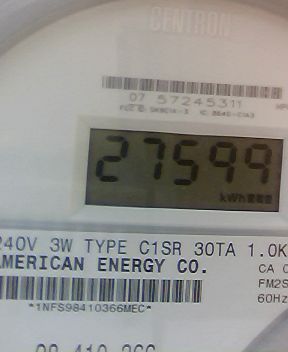 CENTRON
07 57245311
27599
kWh
240V 3W TYPE C1SR 30TA 1.0K
AMERICAN ENERGY CO.
CA 0
FM2S
60Hz
*1NFS98410366MEC*